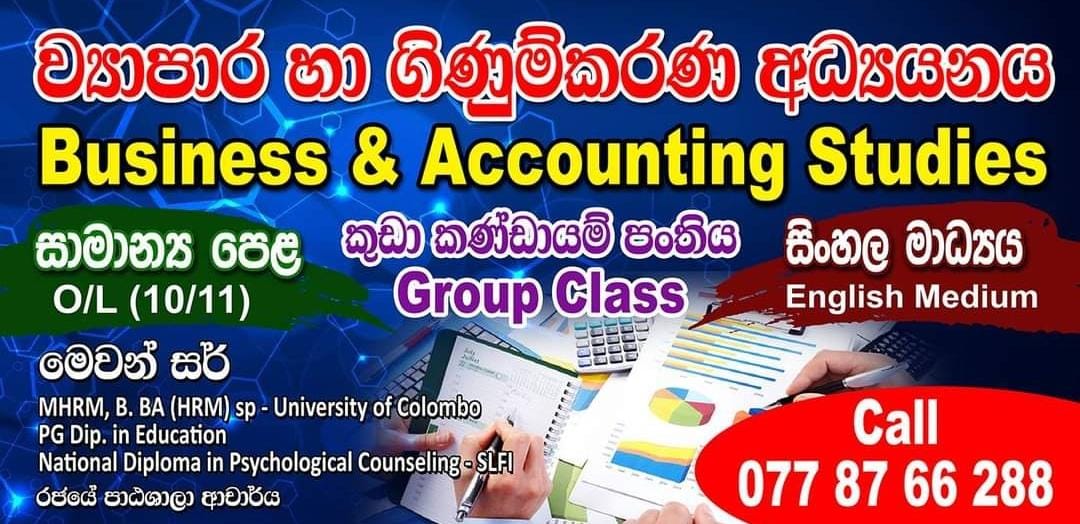 ව්‍යාපාර හා ගිණුම්කරණ අධ්‍යයනය
Business & Accounting Studies
සාමාන්‍ය පෙළ
O/L (10/11)
කුඩා කණ්ඩායම් පංතිය
Group Class
සිංහල මාධ්‍යය
English Medium
මෙවන් සර්
MHRM, B. BA (HRM) sp - University of Colombo
PG Dip. in Education
National Diploma in Psychological Counseling - SLFI
රජයේ පාඨශාලා ආචාර්ය
Call
077 87 66 288